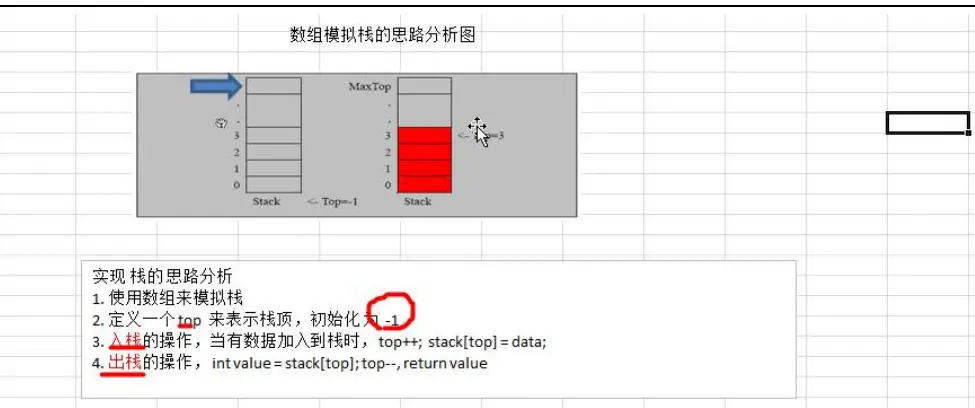 数组模拟栈的思路分析图
MaxTop
.
.
.
.
3
3
<- Top=3
2
2
1
1
0
0
Stack
<- Top=-1
Stack
实现 栈的思路分析
1. 使用数组来模拟栈
2. 定义一个 top 来表示栈顶，初始化 为 -1
3. 入栈的操作，当有数据加入到栈时，top++; stack[top] = data;
4. 出栈的操作，int value = stack[top]; top--, return value